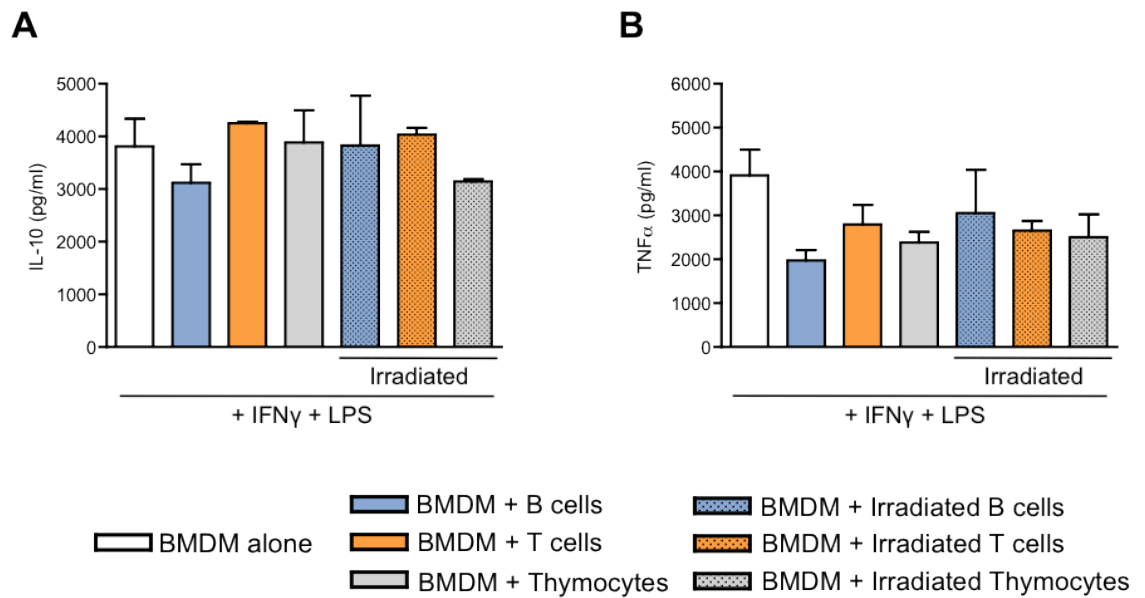 A
B
IL-10 (pg/ml)
5000
4000
3000
2000
1000
0
Irradiated
+ IFNγ + LPS
TNFα (pg/ml)
6000
5000
4000
3000
2000
1000
0
Irradiated
+ IFNγ + LPS
BMDM alone
BMDM + B cells
BMDM + T cells
BMDM + Thymocytes
BMDM + Irradiated B cells
BMDM + Irradiated T cells
BMDM + Irradiated Thymocytes